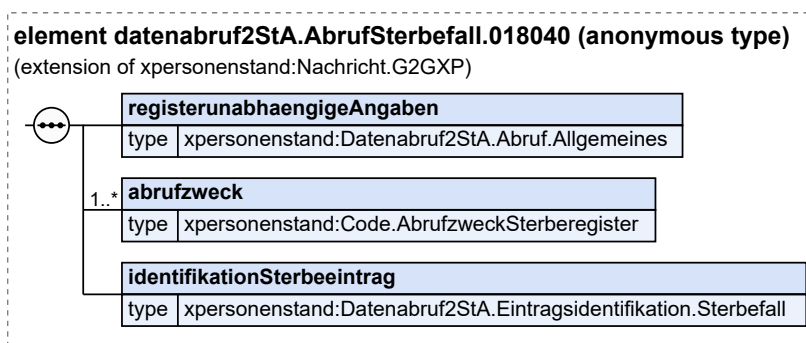 element datenabruf2StA.AbrufSterbefall.018040 (anonymous type)
(extension of xpersonenstand:Nachricht.G2GXP)
registerunabhaengigeAngaben
type xpersonenstand:Datenabruf2StA.Abruf.Allgemeines
1..* abrufzweck
type xpersonenstand:Code.AbrufzweckSterberegister
identifikationSterbeeintrag
type xpersonenstand:Datenabruf2StA.Eintragsidentifikation.Sterbefall